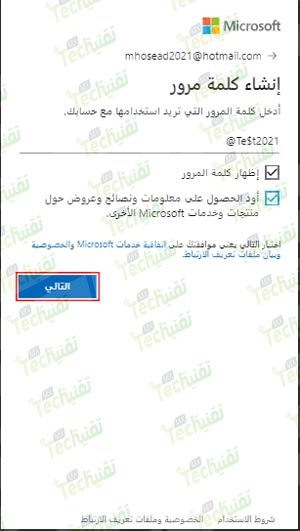 Microsoft
mhosead2021@hotmail.com
إنشاء كلمة مرور
أدخل كلمة المرور التي تريد استخدامها مع حسابك.
@Te$t2021
إظهار كلمة المرور
أود الحصول على معلومات ونصائح وعروض حول
منتجات وخدمات Microsoft الأخرى.
اختيار التالي يعني موافقتك على اتفاقية خدمات Microsoft والخصوصية
وبيان ملفات تعريف الارتباط.
التالي
شروط الاستخدام الخصوصية وملفات تعريف الارتباط
تقنيتك
Techنيتك